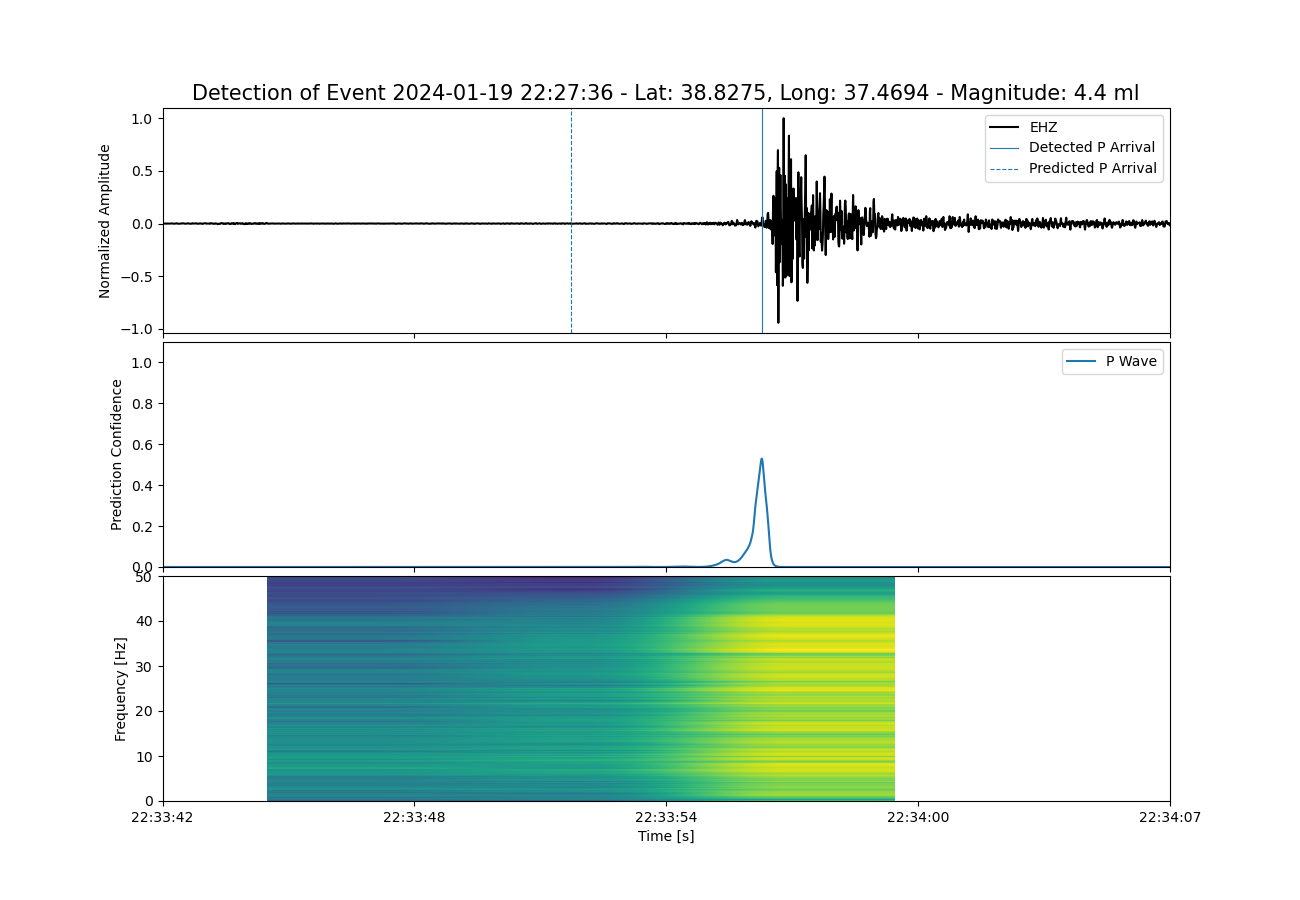 Detection of Event 2024-01-19 22:27:36 - Lat: 38.8275, Long: 37.4694 - Magnitude: 4.4 ml
Normalized Amplitude
1.0
0.5
0.0
−0.5
−1.0
EHZ
Detected P Arrival
Predicted P Arrival
Prediction Confidence
1.0
0.8
0.6
0.4
0.2
0.0
P Wave
Frequency [Hz]
50
40
30
20
10
0
22:33:42 22:33:48 22:33:54 22:34:00 22:34:07
Time [s]